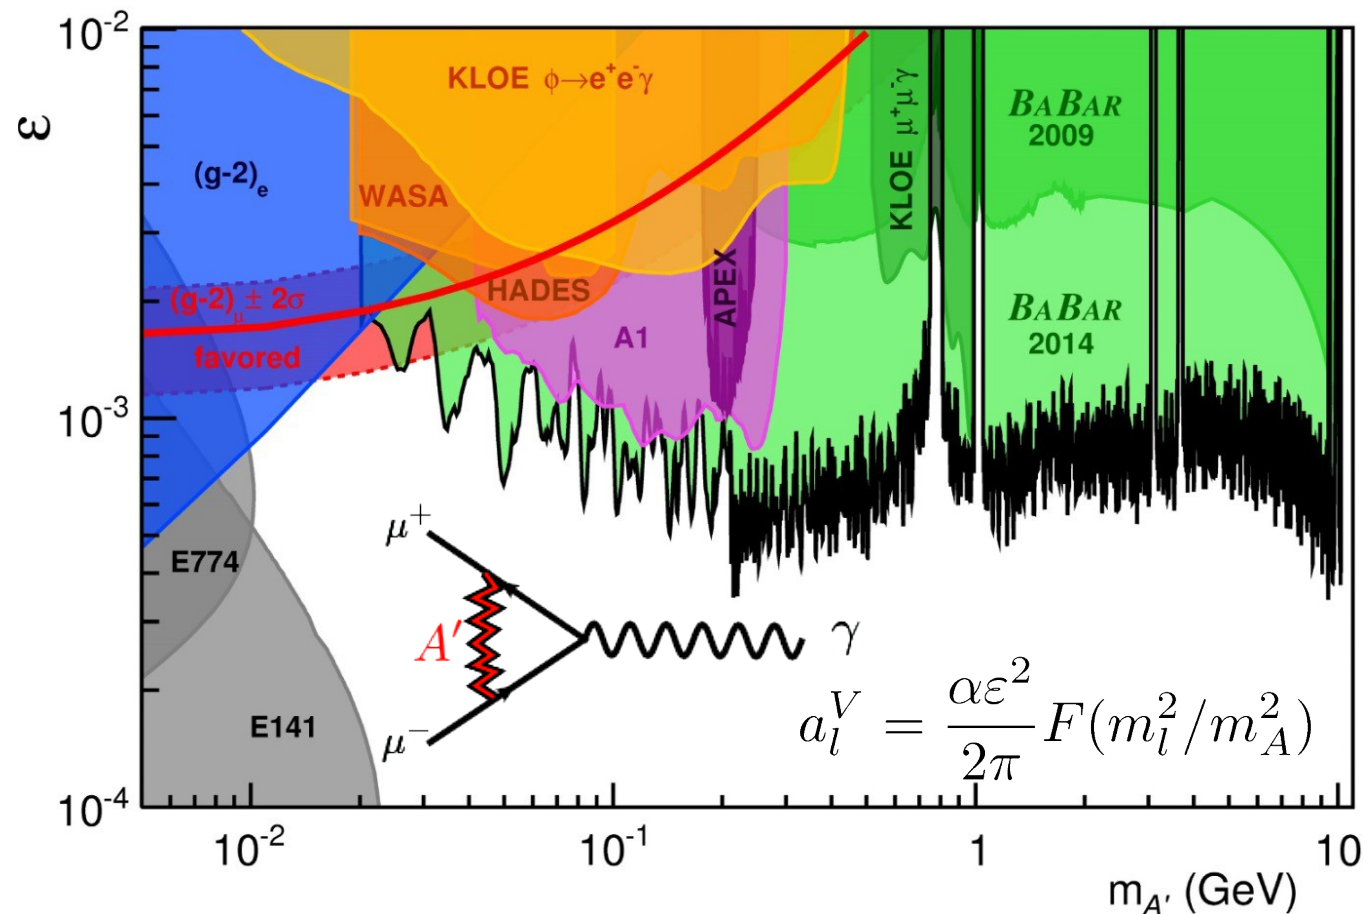 10⁻²
ε
KLOE ϕ→e⁺e⁻γ
KLOE μ⁺μ⁻γ
BABAR
2009
(g-2)ₑ
WASA
(g-2)μ ± 2σ
favored
HADES
APEX
A1
BABAR
2014
10⁻³
E774
μ⁺
A′
γ
μ⁻
E141
a_l^V = αε²/2π F(m_l²/m_A²)
10⁻⁴
10⁻² 10⁻¹ 1 10
m_A′ (GeV)